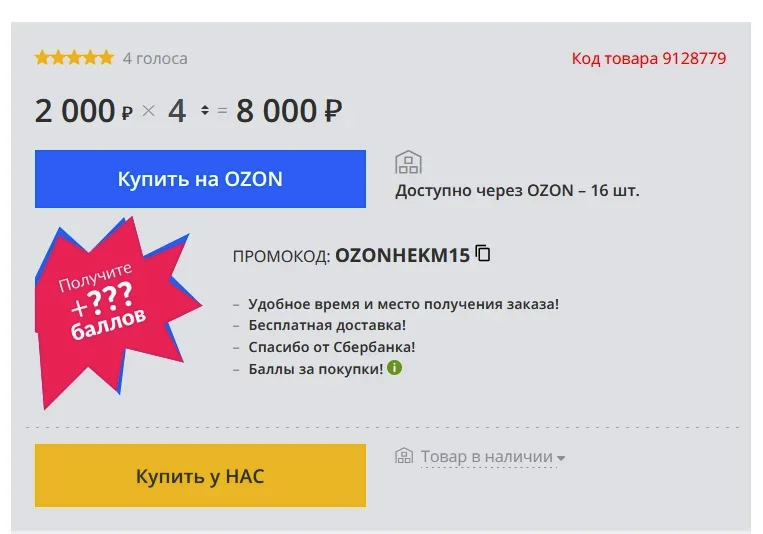 4 голоса
Код товара 9128779
2 000 ₽ × 4 = 8 000 ₽
Купить на OZON
Доступно через OZON – 16 шт.
Получите
+???
баллов
ПРОМОКОД: OZONHEKM15
– Удобное время и место получения заказа!
– Бесплатная доставка!
– Спасибо от Сбербанка!
– Баллы за покупки! i
Купить у НАС
Товар в наличии